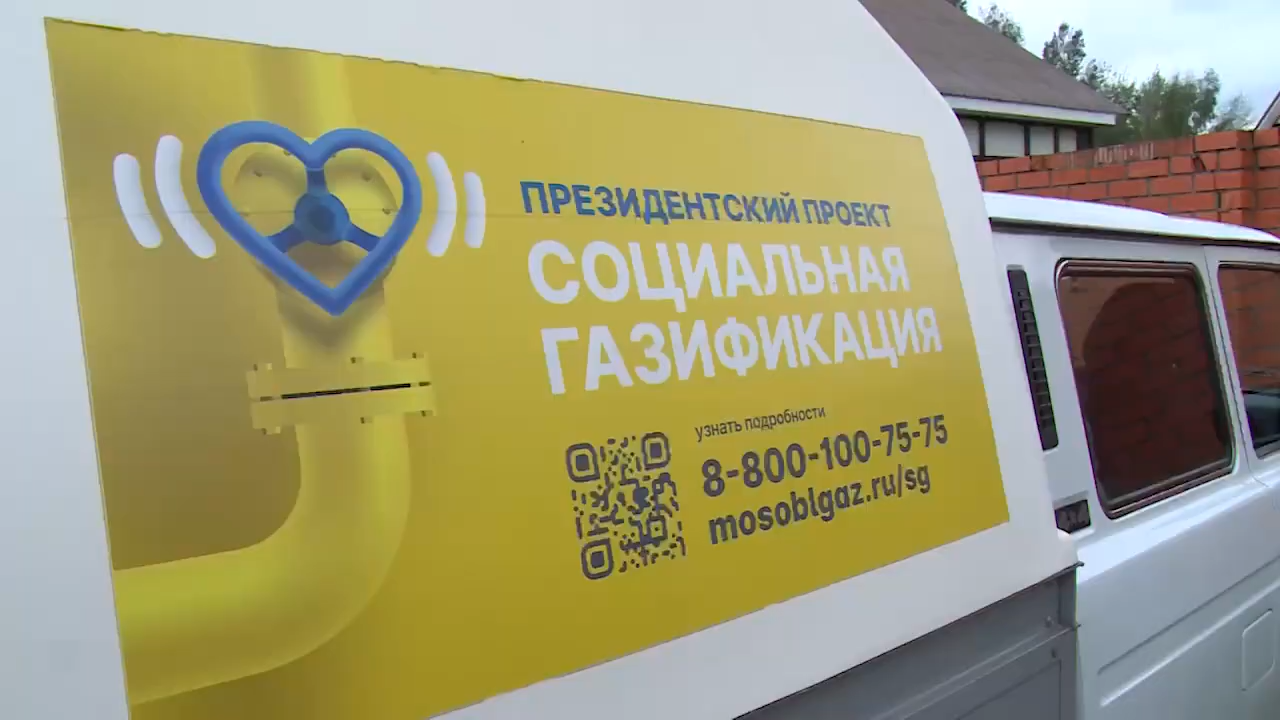 ПРЕЗИДЕНТСКИЙ ПРОЕКТ
СОЦИАЛЬНАЯ
ГАЗИФИКАЦИЯ
узнать подробности
8-800-100-75-75
mosoblgaz.ru/sg